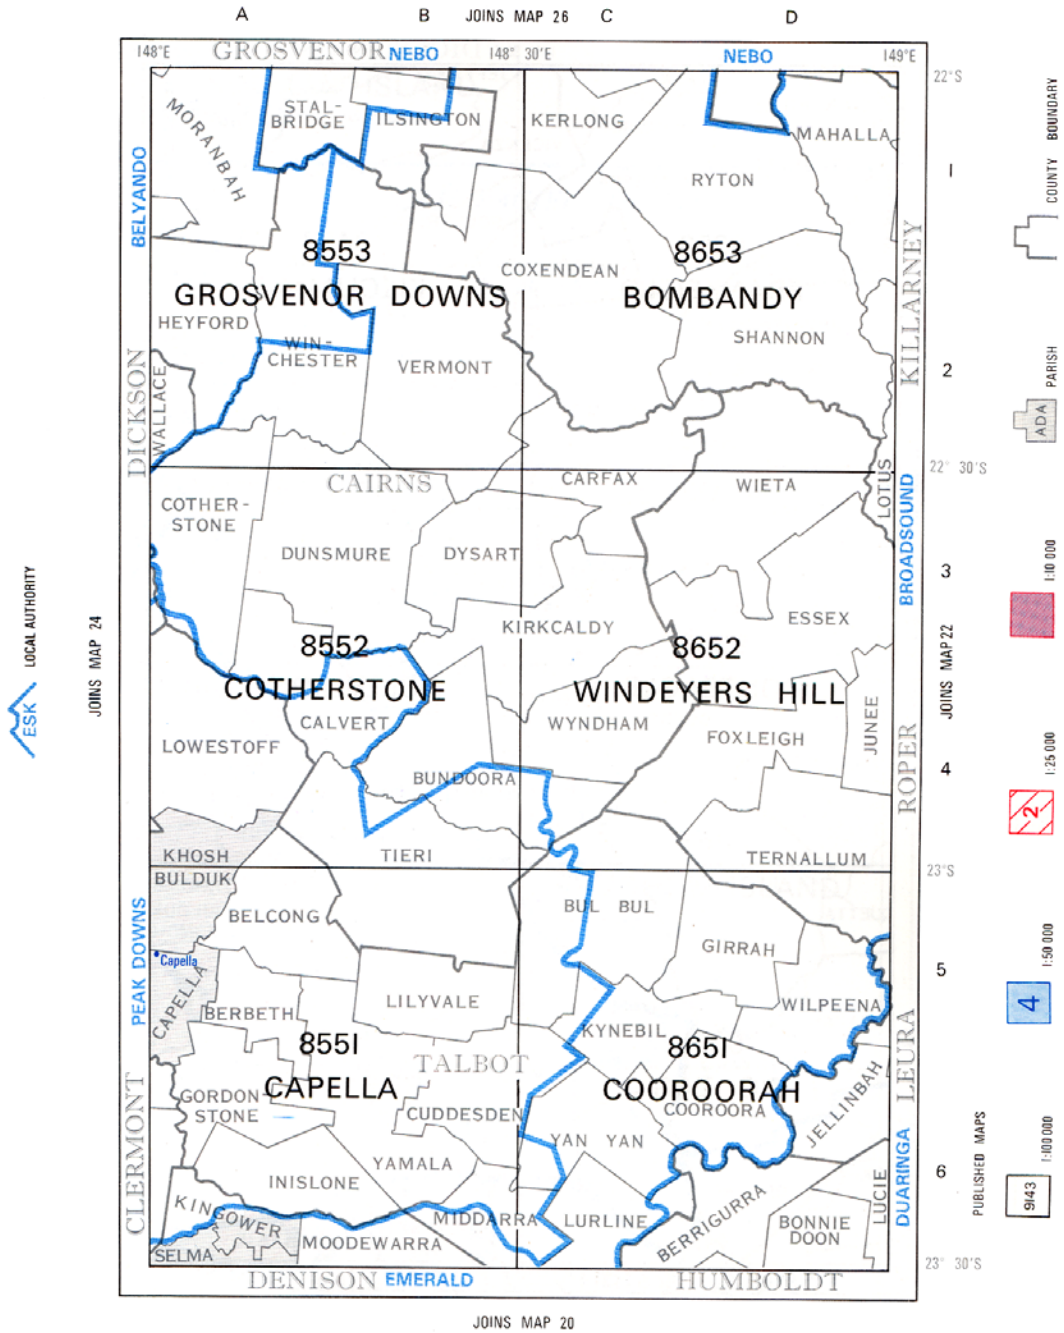 A B JOINS MAP 26 C D
148°E GROSVENOR NEBO 148° 30'E NEBO 149°E
22°S
STAL-
BRIDGE
ILSINGTON
KERLONG
MAHALLA
MORANBAH
BELYANDO
RYTON
1
8553
8653
COXENDEAN
GROSVENOR DOWNS
BOMBANDY
KILLARNEY
HEYFORD
WIN-
CHESTER
VERMONT
SHANNON
2
DICKSON
WALLACE
22° 30'S
CAIRNS
CARFAX
WIETA
LOTUS
BROADSOUND
COTHER-
STONE
DUNSMURE
DYSART
3
KIRKCALDY
ESSEX
8552
8652
COTHERSTONE
WINDEYERS HILL
JOINS MAP 24
JOINS MAP 22
CALVERT
WYNDHAM
LOWESTOFF
FOXLEIGH
JUNEE
BUNDOORA
4
ROPER
KHOSH
BULDUK
TIERI
TERNALLUM
23°S
BELCONG
BUL BUL
PEAK DOWNS
Capella
CAPELLA
GIRRAH
5
BERBETH
LILYVALE
WILPEENA
KYNEBIL
8551
8651
TALBOT
LEURA
CAPELLA
COOROORAH
GORDON-
STONE
CUDDESDEN
COOROORA
JELLINBAH
CLERMONT
YAN YAN
YAMALA
6
INISLONE
KINGOWER
MIDDARRA
LURLINE
BERRIGURRA
BONNIE
DOON
LUCIE
DUARINGA
SELMA
MOODEWARRA
23° 30'S
DENISON EMERALD HUMBOLDT
JOINS MAP 20
ESK LOCAL AUTHORITY
COUNTY BOUNDARY
ADA PARISH
1:10 000
2 1:25 000
4 1:50 000
9143 1:100 000
PUBLISHED MAPS